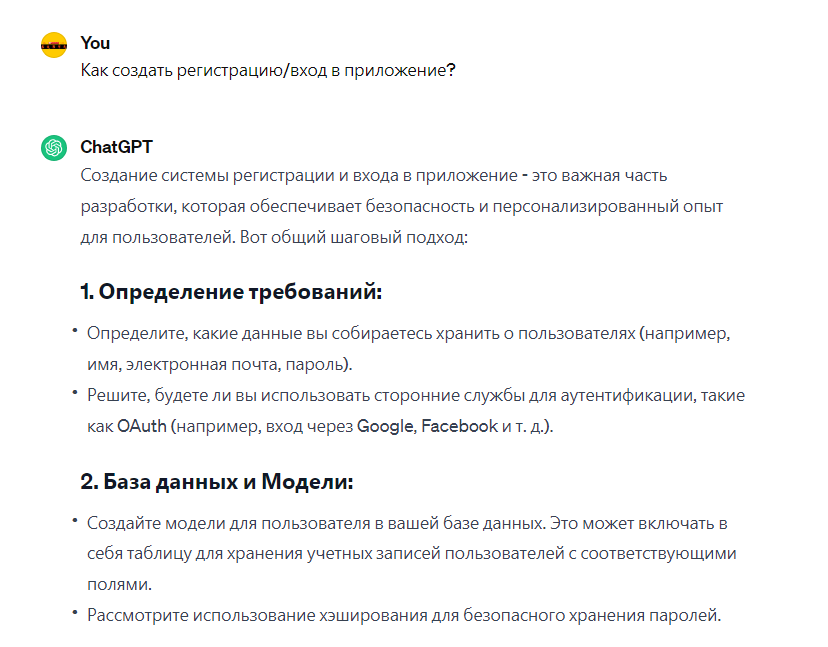 You
Как создать регистрацию/вход в приложение?
ChatGPT
Создание системы регистрации и входа в приложение - это важная часть
разработки, которая обеспечивает безопасность и персонализированный опыт
для пользователей. Вот общий шаговый подход:
1. Определение требований:
• Определите, какие данные вы собираетесь хранить о пользователях (например,
имя, электронная почта, пароль).
• Решите, будете ли вы использовать сторонние службы для аутентификации, такие
как OAuth (например, вход через Google, Facebook и т. д.).
2. База данных и Модели:
• Создайте модели для пользователя в вашей базе данных. Это может включать в
себя таблицу для хранения учетных записей пользователей с соответствующими
полями.
• Рассмотрите использование хэширования для безопасного хранения паролей.